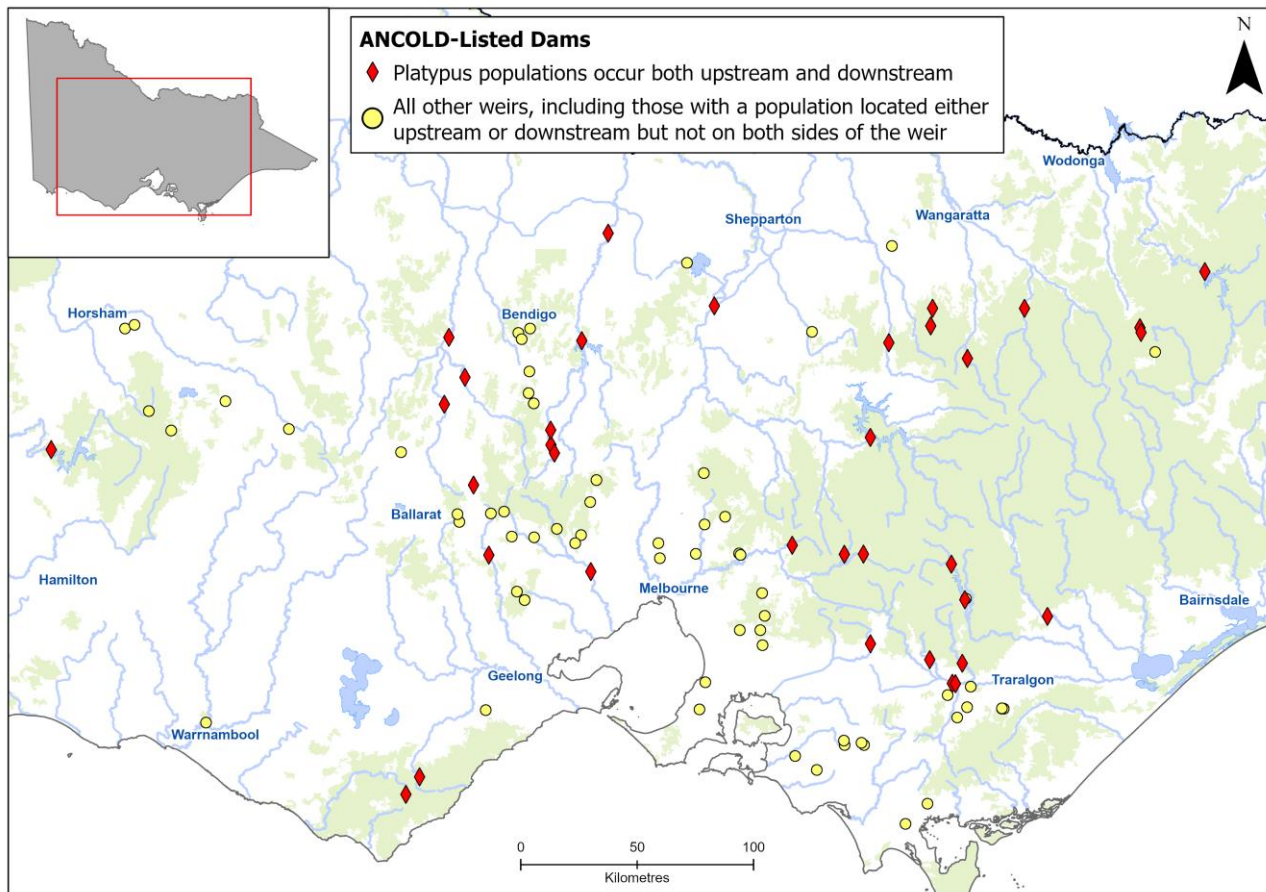 ANCOLD-Listed Dams
Platypus populations occur both upstream and downstream
All other weirs, including those with a population located either
upstream or downstream but not on both sides of the weir
N
Wodonga
Shepparton
Wangaratta
Horsham
Bendigo
Ballarat
Hamilton
Melbourne
Bairnsdale
Geelong
Traralgon
Warrnambool
0 50 100
Kilometres